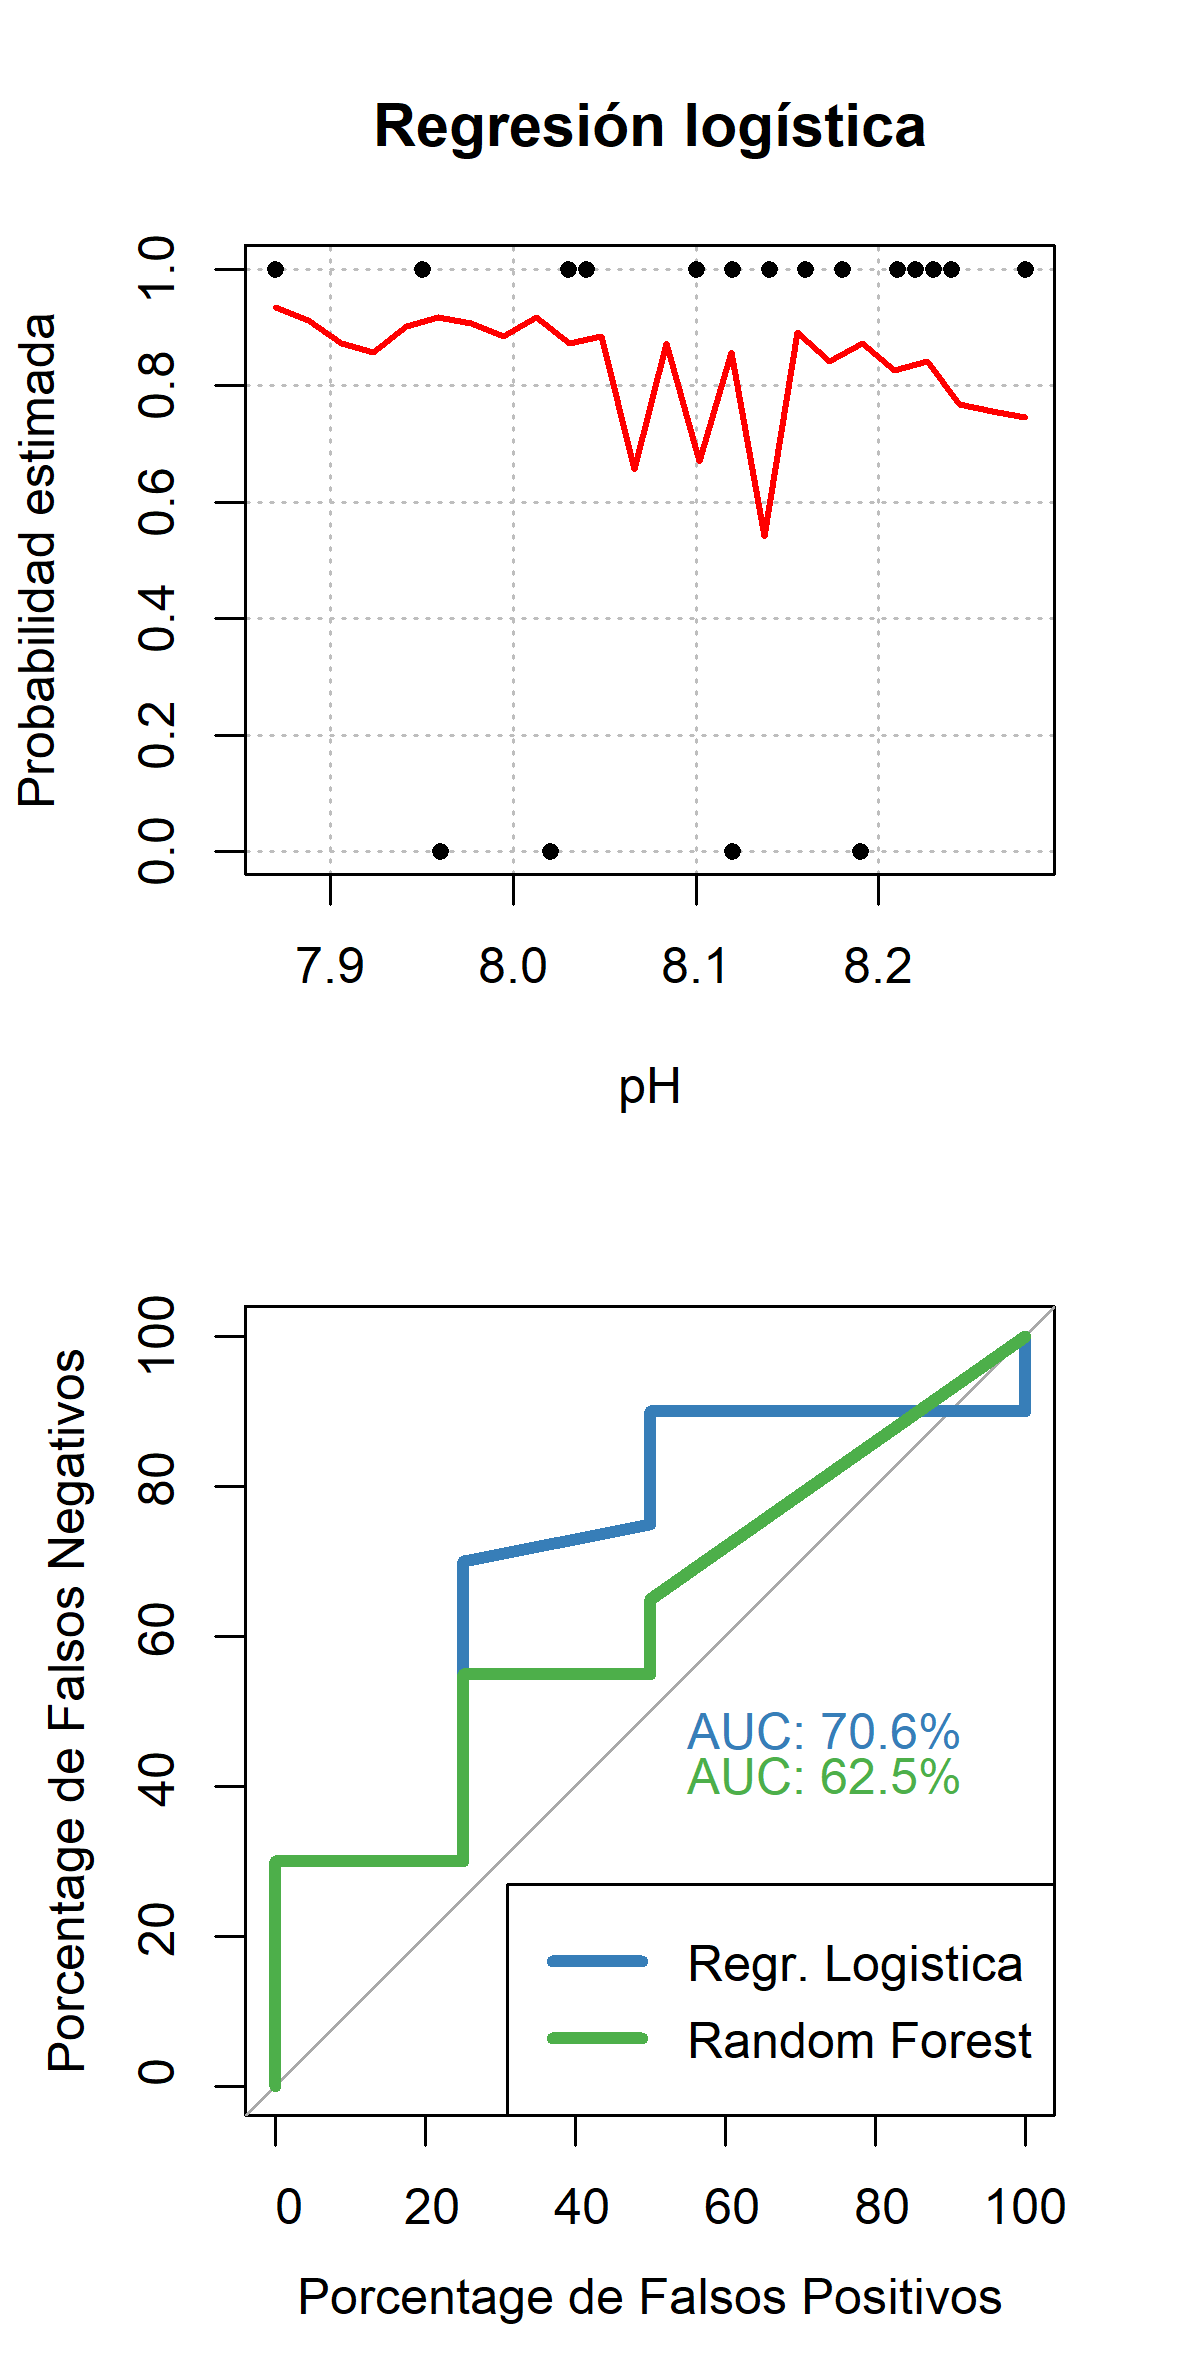 Regresión logística
Probabilidad estimada
1.0
0.8
0.6
0.4
0.2
0.0
7.9 8.0 8.1 8.2
pH
Porcentage de Falsos Negativos
100
80
60
40
20
0
AUC: 70.6%
AUC: 62.5%
Regr. Logistica
Random Forest
0 20 40 60 80 100
Porcentage de Falsos Positivos